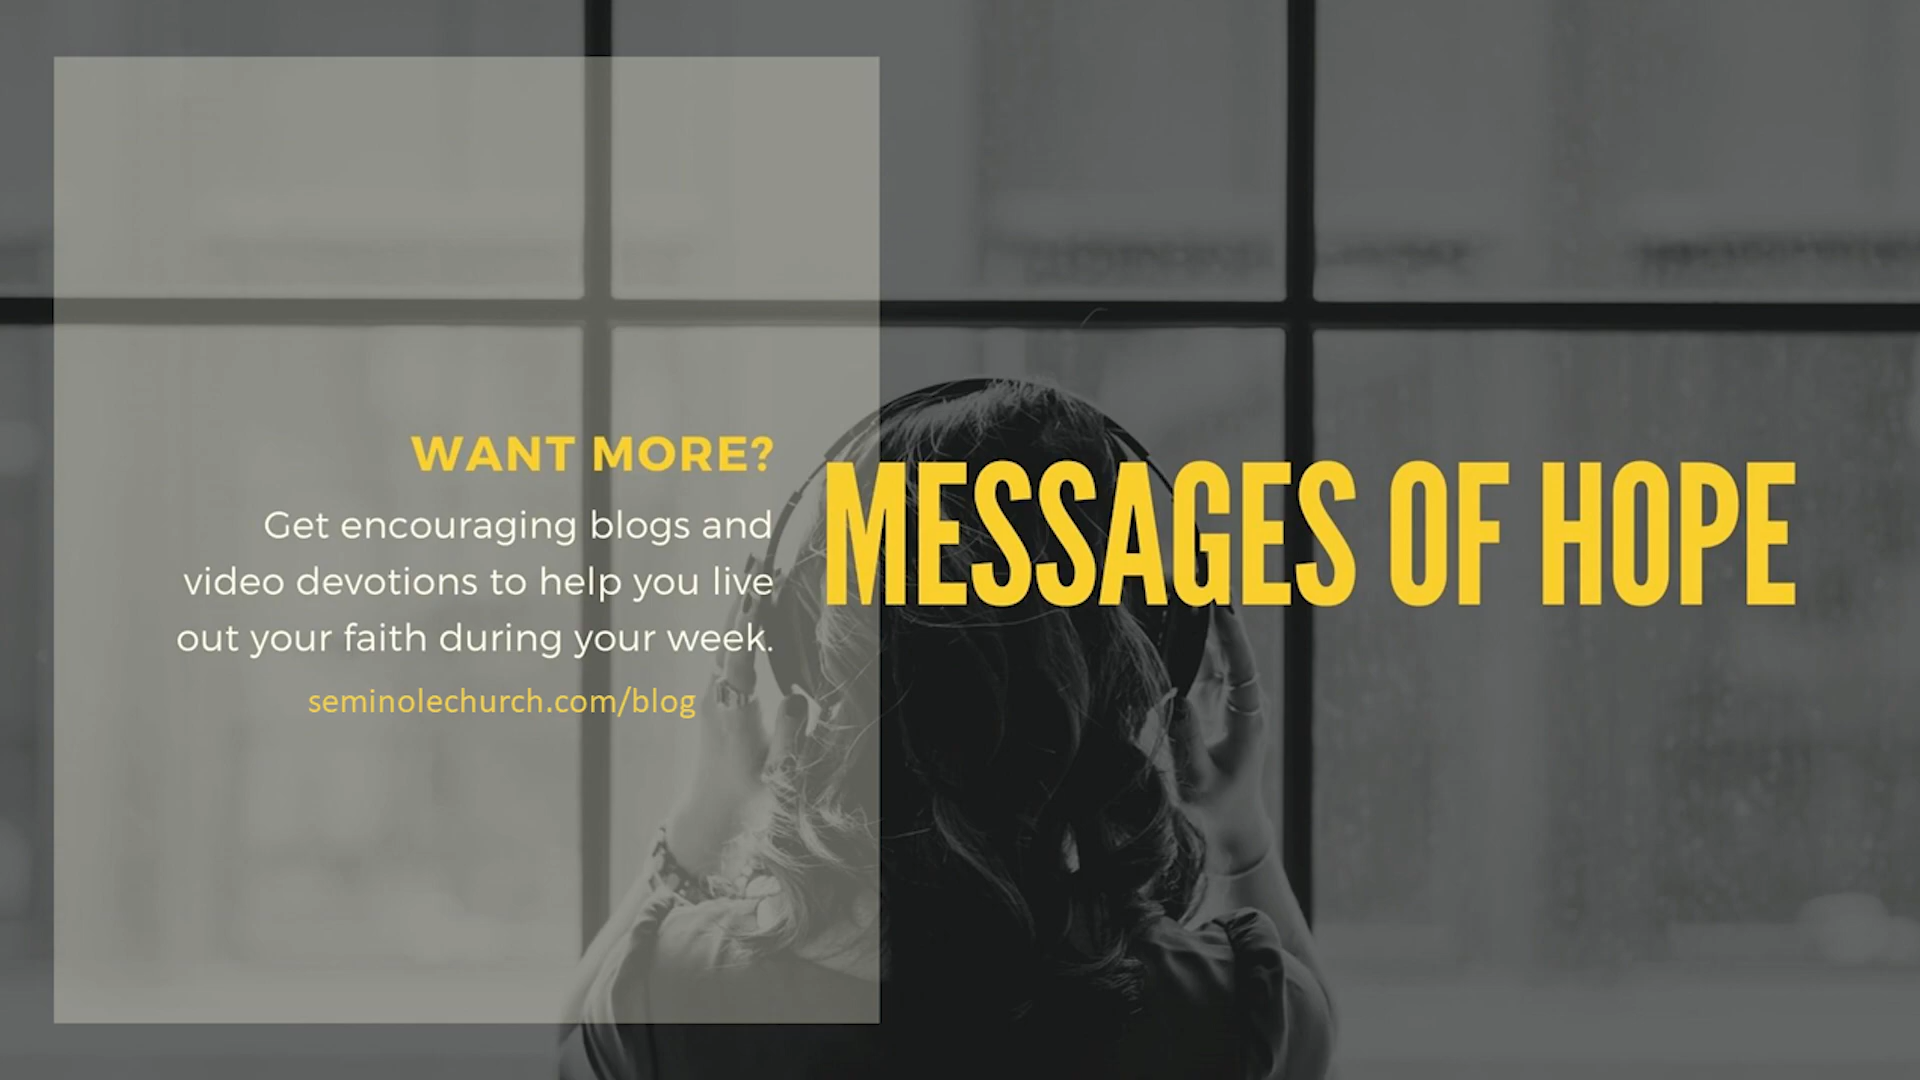 WANT MORE?
Get encouraging blogs and
video devotions to help you live
out your faith during your week.
seminolechurch.com/blog
MESSAGES OF HOPE